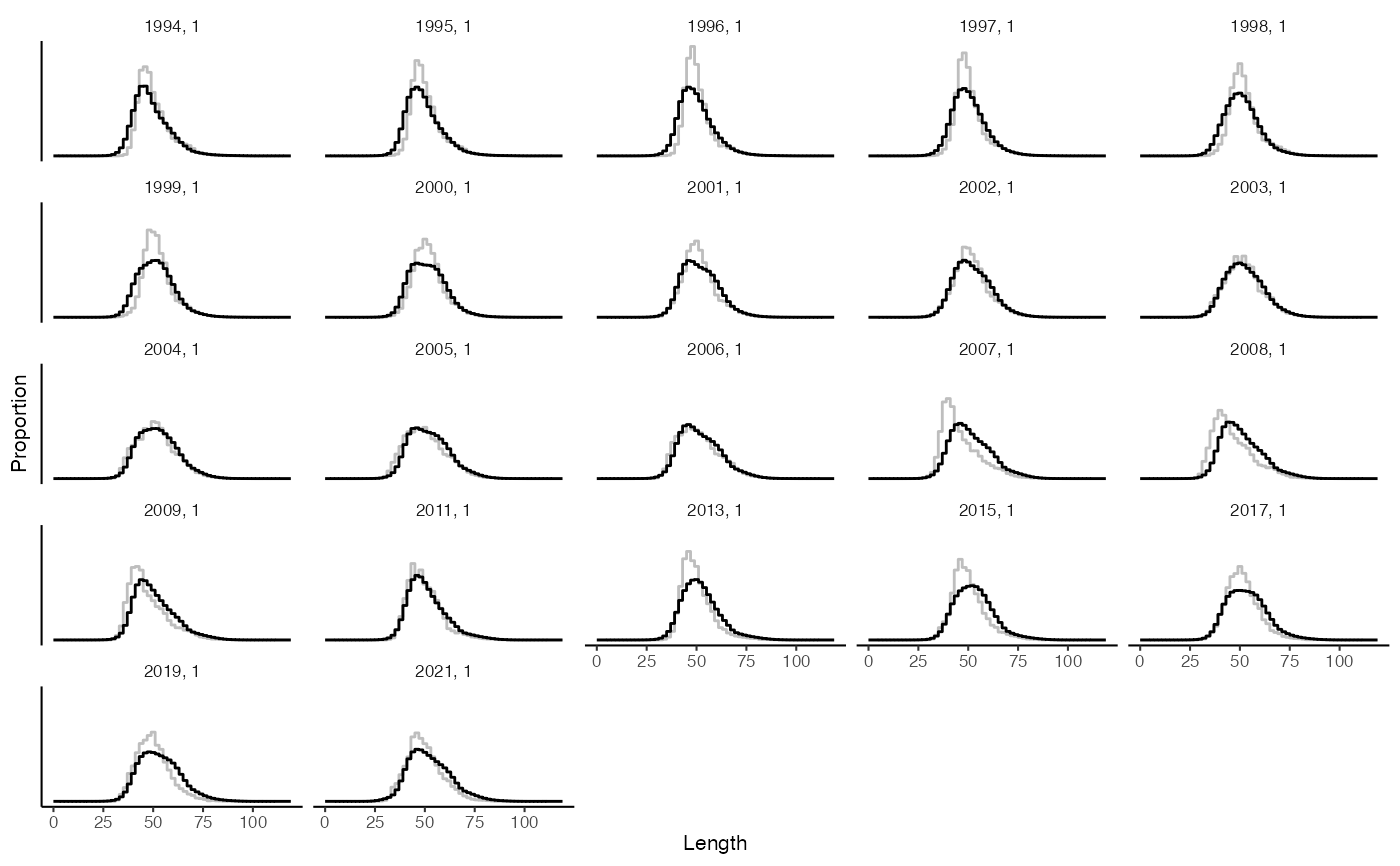 1994, 1 1995, 1 1996, 1 1997, 1 1998, 1
1999, 1 2000, 1 2001, 1 2002, 1 2003, 1
2004, 1 2005, 1 2006, 1 2007, 1 2008, 1
Proportion
2009, 1 2011, 1 2013, 1 2015, 1 2017, 1
0 25 50 75 100 0 25 50 75 100 0 25 50 75 100
2019, 1 2021, 1
0 25 50 75 100 0 25 50 75 100
Length